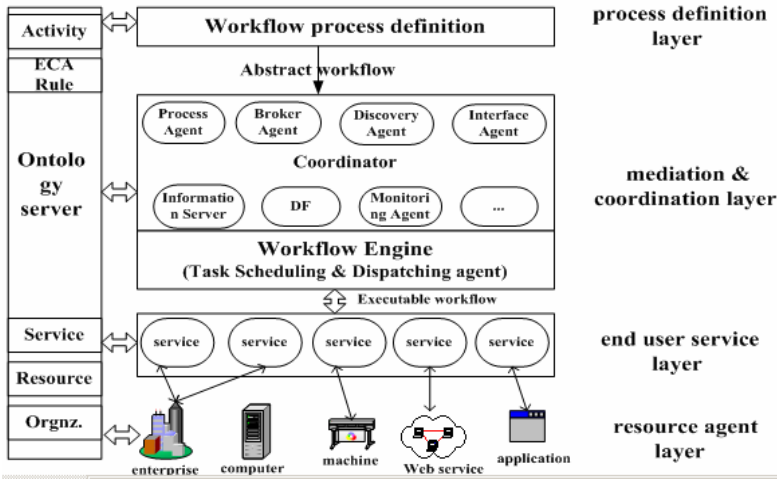 Activity
Workflow process definition
process definition
layer
ECA
Rule
Abstract workflow
Process
Agent
Broker
Agent
Discovery
Agent
Interface
Agent
Coordinator
Ontolo
gy
server
mediation &
coordination layer
Informatio
n Server
DF
Monitori
ng Agent
...
Workflow Engine
(Task Scheduling & Dispatching agent)
Executable workflow
Service
service
service
service
service
service
end user service
layer
Resource
Orgnz.
resource agent
layer
enterprise
computer
machine
Web service
application